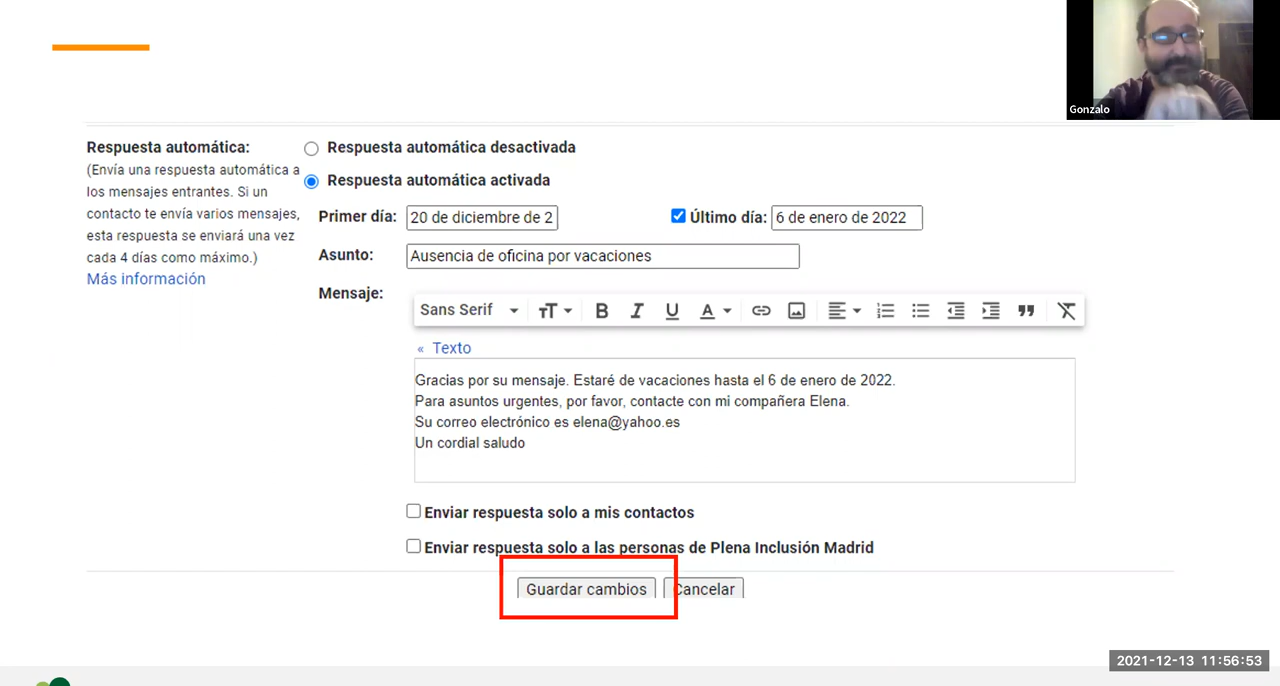 Gonzalo
Respuesta automática:
(Envía una respuesta automática a
los mensajes entrantes. Si un
contacto te envía varios mensajes,
esta respuesta se enviará una vez
cada 4 días como máximo.)
Más información
Respuesta automática desactivada
Respuesta automática activada
Primer día: 20 de diciembre de 2
Último día: 6 de enero de 2022
Asunto: Ausencia de oficina por vacaciones
Mensaje:
Sans Serif
« Texto
Gracias por su mensaje. Estaré de vacaciones hasta el 6 de enero de 2022.
Para asuntos urgentes, por favor, contacte con mi compañera Elena.
Su correo electrónico es elena@yahoo.es
Un cordial saludo
Enviar respuesta solo a mis contactos
Enviar respuesta solo a las personas de Plena Inclusión Madrid
Guardar cambios Cancelar
2021-12-13 11:56:53